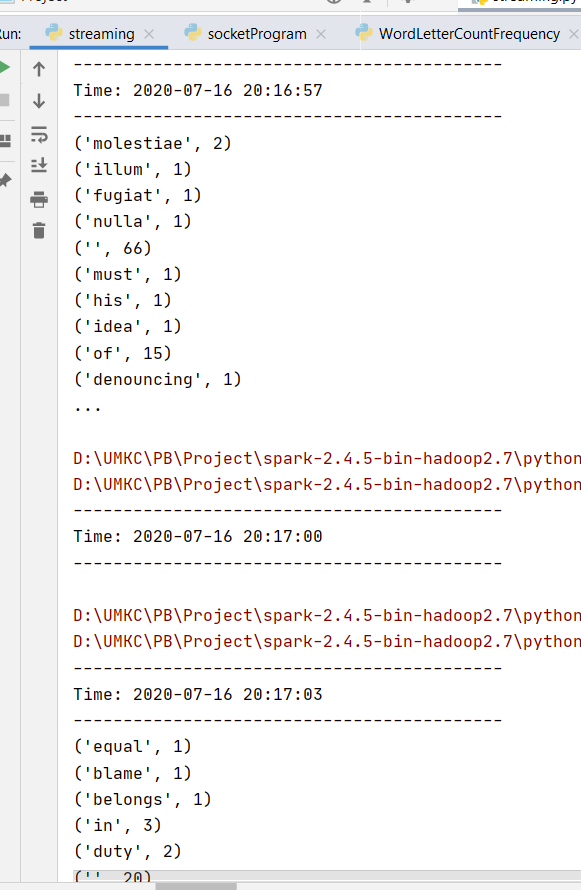 Project
streaming.py
Run:
streaming
socketProgram
WordLetterCountFrequency
-------------------------------------------
Time: 2020-07-16 20:16:57
-------------------------------------------
('molestiae', 2)
('illum', 1)
('fugiat', 1)
('nulla', 1)
('', 66)
('must', 1)
('his', 1)
('idea', 1)
('of', 15)
('denouncing', 1)
...
D:\UMKC\PB\Project\spark-2.4.5-bin-hadoop2.7\python
D:\UMKC\PB\Project\spark-2.4.5-bin-hadoop2.7\python
-------------------------------------------
Time: 2020-07-16 20:17:00
-------------------------------------------
D:\UMKC\PB\Project\spark-2.4.5-bin-hadoop2.7\python
D:\UMKC\PB\Project\spark-2.4.5-bin-hadoop2.7\python
-------------------------------------------
Time: 2020-07-16 20:17:03
-------------------------------------------
('equal', 1)
('blame', 1)
('belongs', 1)
('in', 3)
('duty', 2)
('', 20)